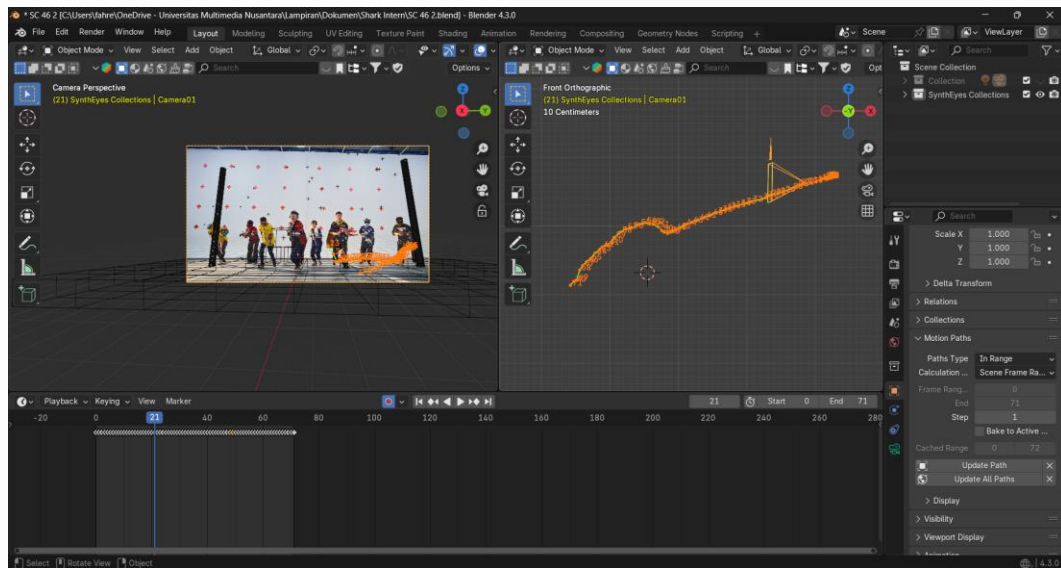 * SC 46 2 [C:\Users\fahre\OneDrive - Universitas Multimedia Nusantara\Lampiran\Dokumen\Shark Intern\SC 46 2.blend] - Blender 4.3.0
File Edit Render Window Help Layout Modeling Sculpting UV Editing Texture Paint Shading Animation Rendering Compositing Geometry Nodes Scripting + Scene ViewLayer
Object Mode View Select Add Object Global
Object Mode View Select Add Object Global
Search
Search Options
Search Opt
Scene Collection
Collection
SynthEyes Collections
Camera Perspective
(21) SynthEyes Collections | Camera01
Front Orthographic
(21) SynthEyes Collections | Camera01
10 Centimeters
Z
X
Y
Z
Y
X
23
Search
Scale X 1.000
Y 1.000
Z 1.000
Delta Transform
Relations
Collections
Motion Paths
Paths Type In Range
Calculation ... Scene Frame Ra...
Frame Rang... 0
End 71
Step 1
Bake to Active ...
Cached Range 0 72
Update Path
Update All Paths
Display
Visibility
Viewport Display
Animation
Playback Keying View Marker 21 Start 0 End 71
-20 0 21 40 60 80 100 120 140 160 180 200 220 240 260 280
Select Rotate View Object 4.3.0